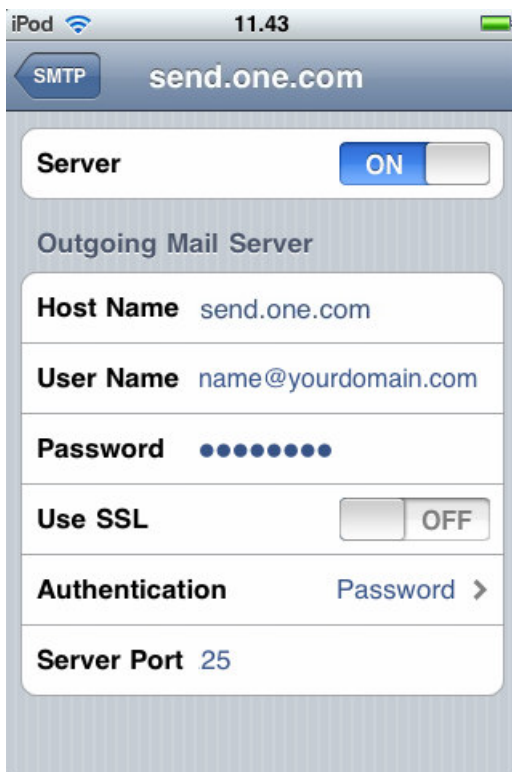 iPod 11.43
SMTP send.one.com
Server ON
Outgoing Mail Server
Host Name send.one.com
User Name name@yourdomain.com
Password ●●●●●●●●
Use SSL OFF
Authentication Password >
Server Port 25